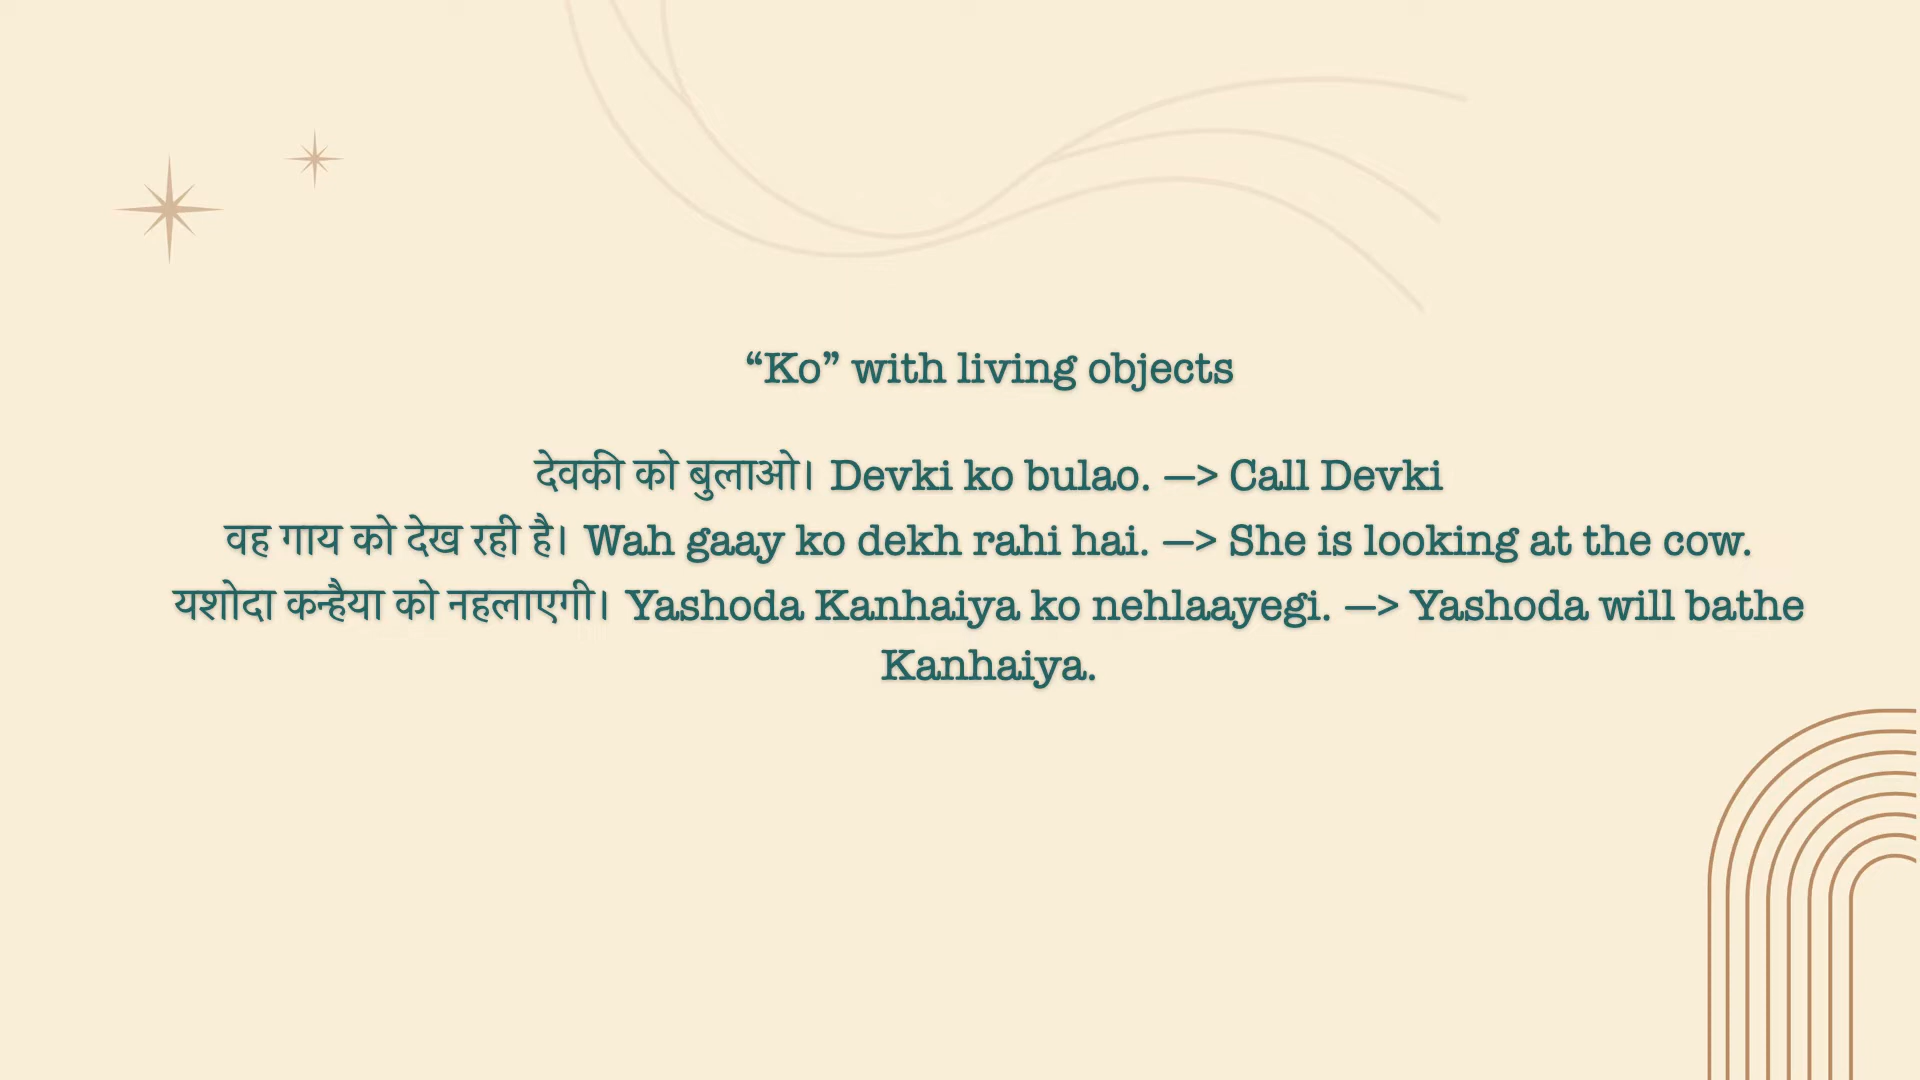 “Ko” with living objects
देवकी को बुलाओ। Devki ko bulao. —> Call Devki
वह गाय को देख रही है। Wah gaay ko dekh rahi hai. —> She is looking at the cow.
यशोदा कन्हैया को नहलाएगी। Yashoda Kanhaiya ko nehlaayegi. —> Yashoda will bathe
Kanhaiya.